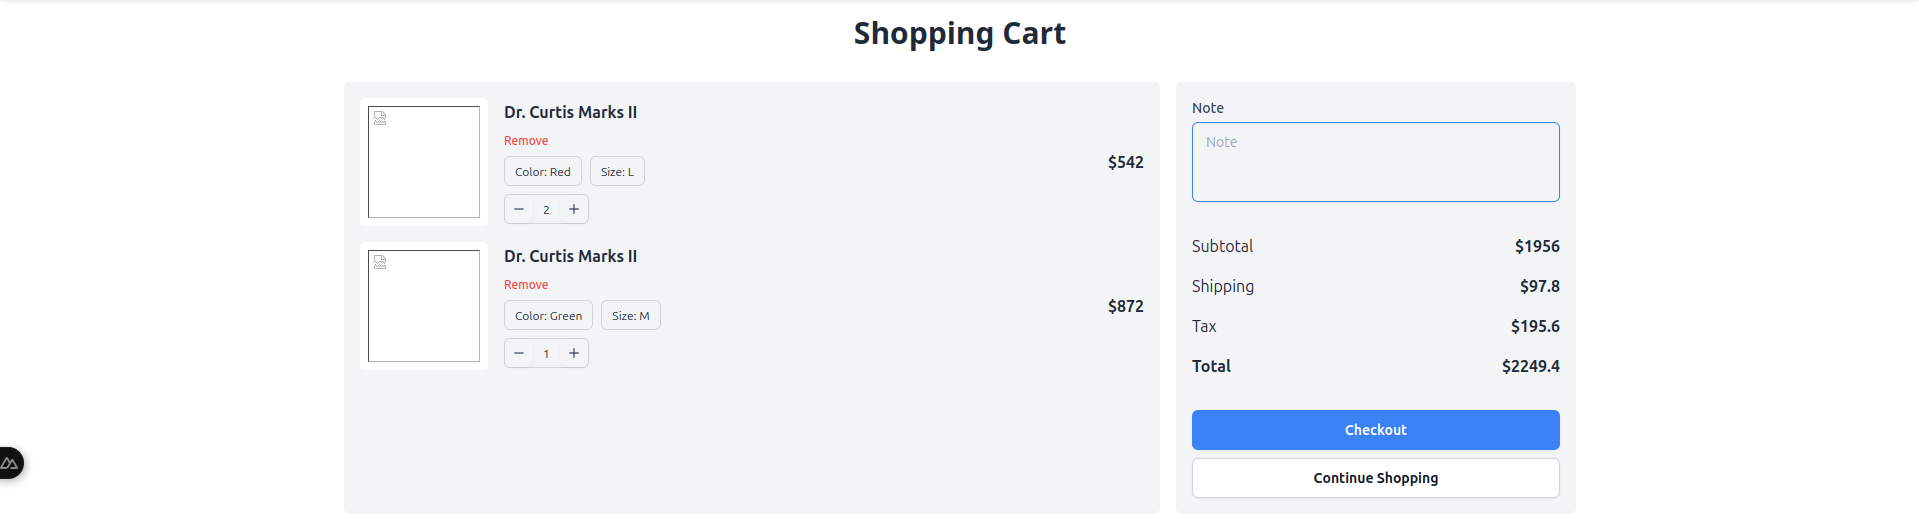 Shopping Cart
Dr. Curtis Marks II
Remove
Color: Red Size: L
2
$542
Dr. Curtis Marks II
Remove
Color: Green Size: M
1
$872
Note
Note
Subtotal $1956
Shipping $97.8
Tax $195.6
Total $2249.4
Checkout
Continue Shopping